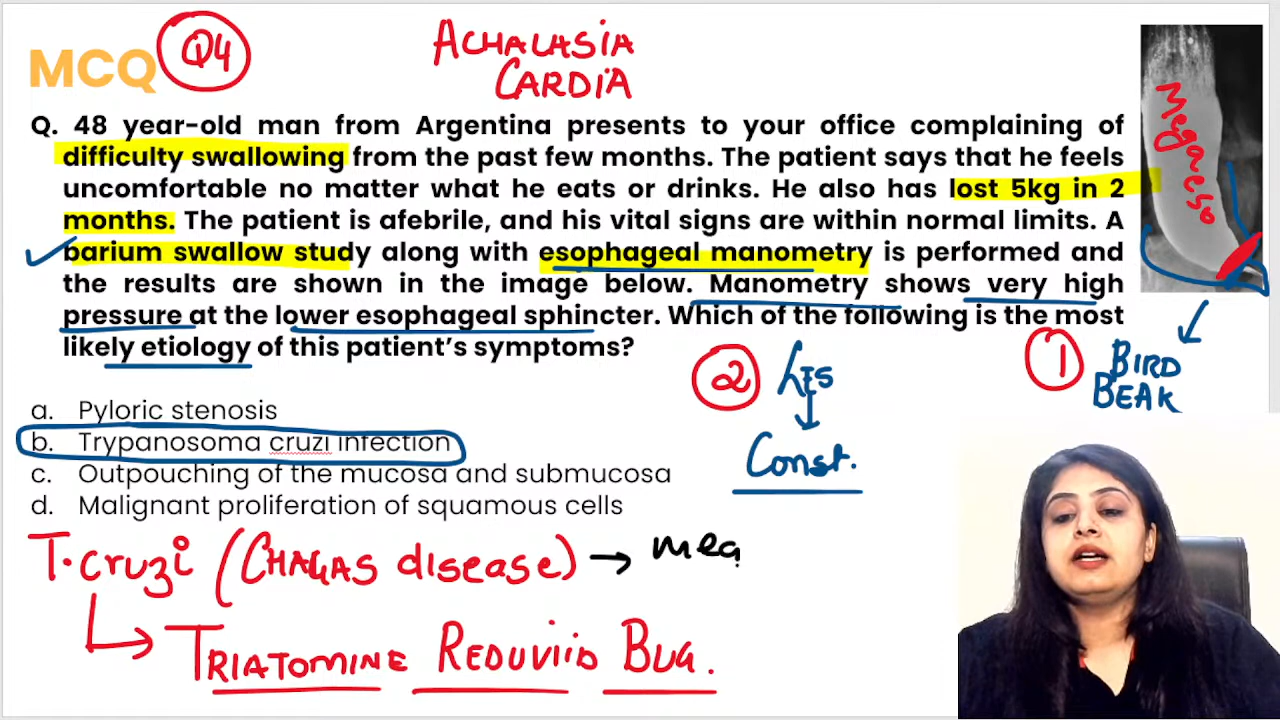 MCQ Q4
ACHALASIA
CARDIA
Q. 48 year-old man from Argentina presents to your office complaining of
difficulty swallowing from the past few months. The patient says that he feels
uncomfortable no matter what he eats or drinks. He also has lost 5kg in 2
months. The patient is afebrile, and his vital signs are within normal limits. A
barium swallow study along with esophageal manometry is performed and
the results are shown in the image below. Manometry shows very high
pressure at the lower esophageal sphincter. Which of the following is the most
likely etiology of this patient's symptoms?
Megaeso
1 BIRD
BEAK
2 LES
Const.
a. Pyloric stenosis
b. Trypanosoma cruzi infection
c. Outpouching of the mucosa and submucosa
d. Malignant proliferation of squamous cells
T. cruzi (CHAGAS disease) → meg
TRIATOMINE REDUVIID BUG.